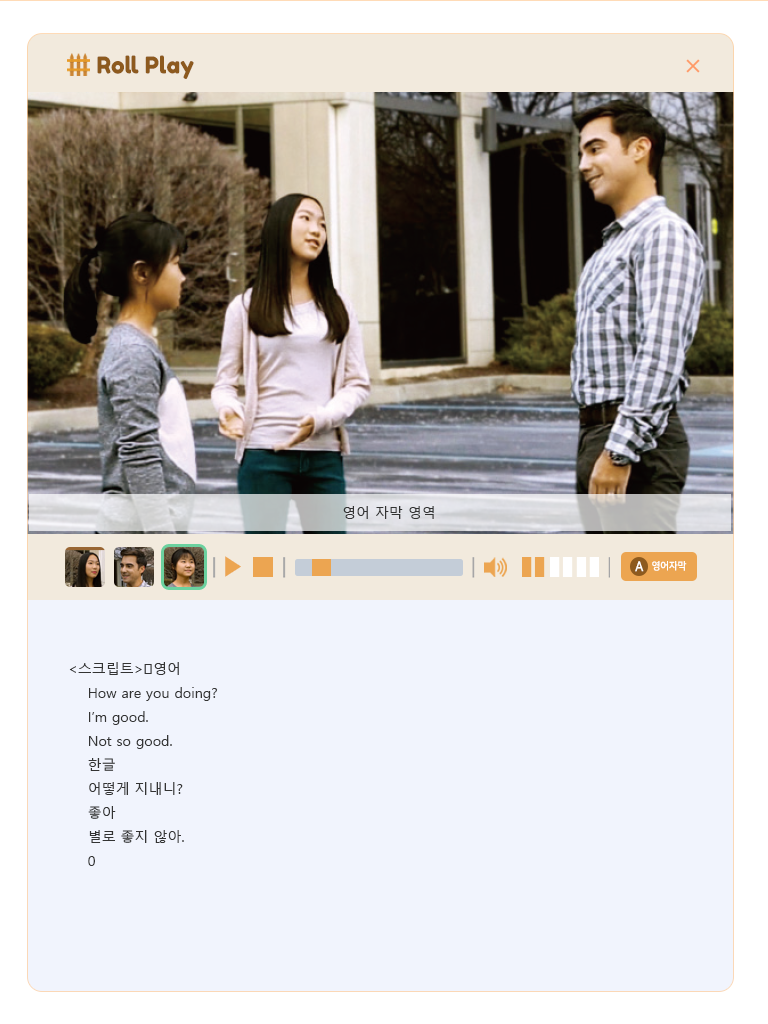 Roll Play
영어 자막 영역
A 영어자막
<스크립트>▯영어
How are you doing?
I'm good.
Not so good.
한글
어떻게 지내니?
좋아
별로 좋지 않아.
0